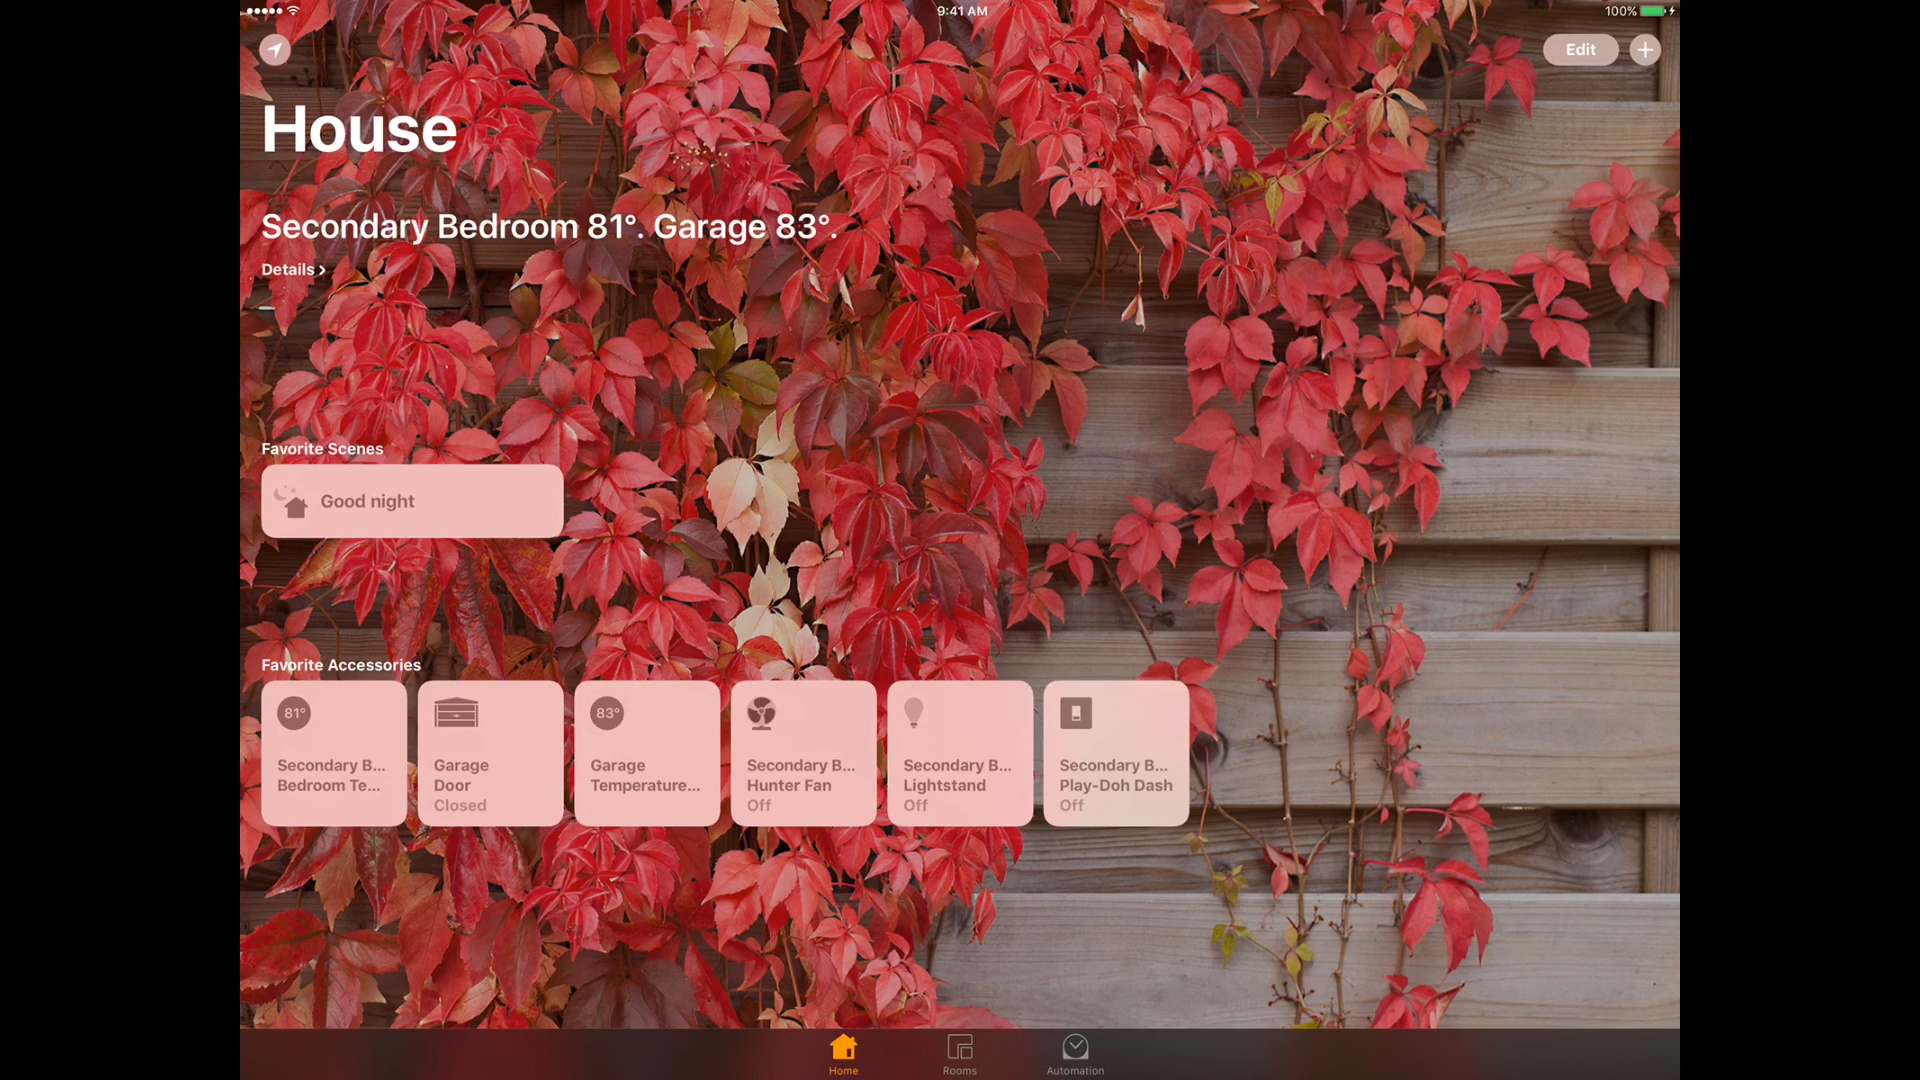 9:41 AM
100%
Edit
House
Secondary Bedroom 81°. Garage 83°.
Details
Favorite Scenes
Good night
Favorite Accessories
81°
Secondary B...
Bedroom Te...
Garage
Door
Closed
83°
Garage
Temperature...
Secondary B...
Hunter Fan
Off
Secondary B...
Lightstand
Off
Secondary B...
Play-Doh Dash
Off
Home
Rooms
Automation